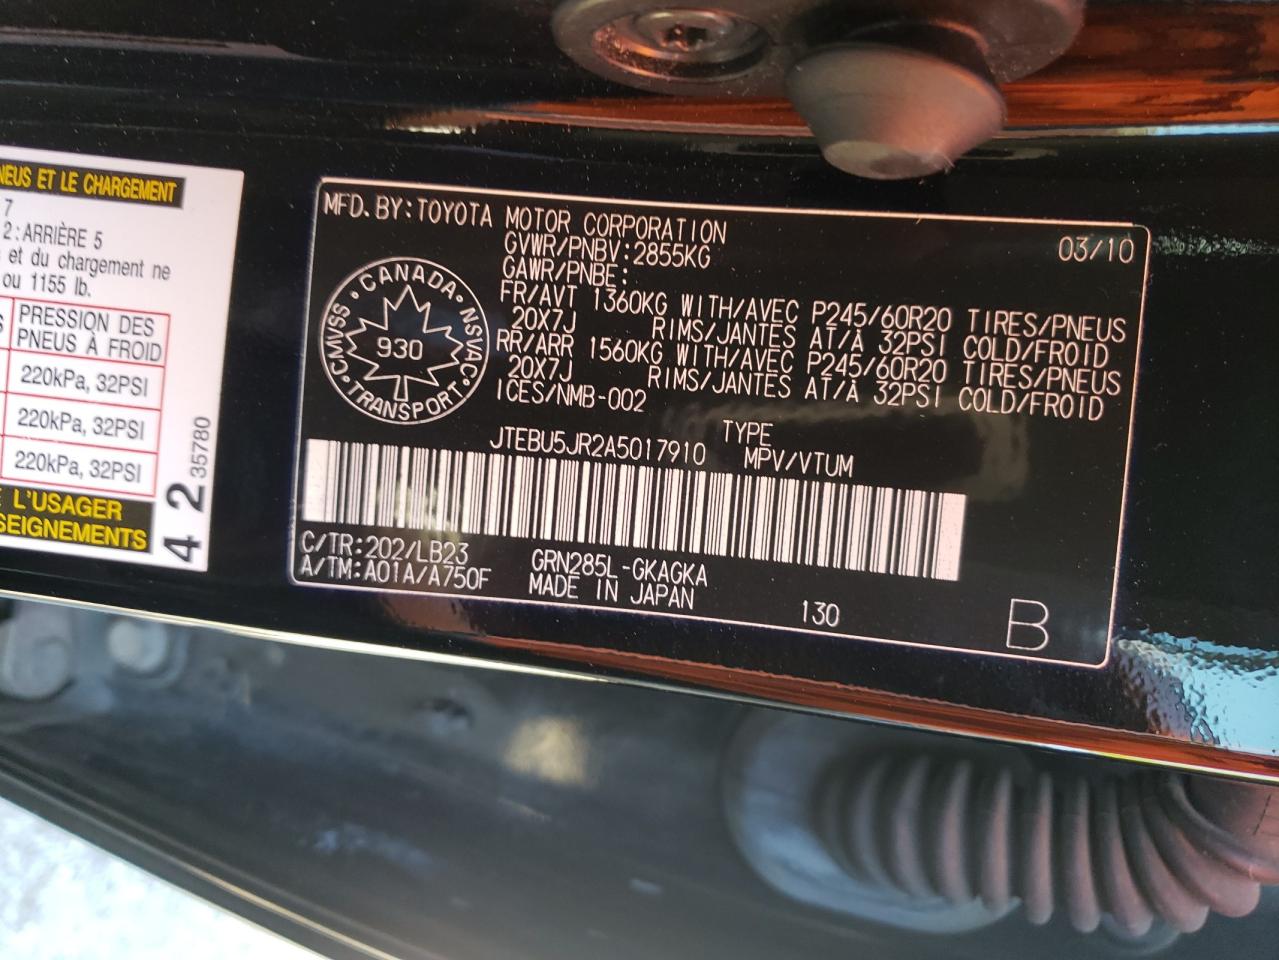 NEUS ET LE CHARGEMENT
7
2:ARRIÈRE 5
et du chargement ne
ou 1155 lb.
PRESSION DES
PNEUS À FROID
220kPa, 32PSI
220kPa, 32PSI
220kPa, 32PSI
L'USAGER
SEIGNEMENTS
42
35780
MFD.BY:TOYOTA MOTOR CORPORATION 03/10
GVWR/PNBV:2855KG
GAWR/PNBE:
FR/AVT 1360KG WITH/AVEC P245/60R20 TIRES/PNEUS
20X7J RIMS/JANTES AT/À 32PSI COLD/FROID
RR/ARR 1560KG WITH/AVEC P245/60R20 TIRES/PNEUS
20X7J RIMS/JANTES AT/À 32PSI COLD/FROID
ICES/NMB-002
CANADA
CMVSS NSVAC
930
TRANSPORT
JTEBU5JR2A5017910 TYPE
MPV/VTUM
C/TR:202/LB23 GRN285L-GKAGKA
A/TM:A01A/A750F MADE IN JAPAN 130 B